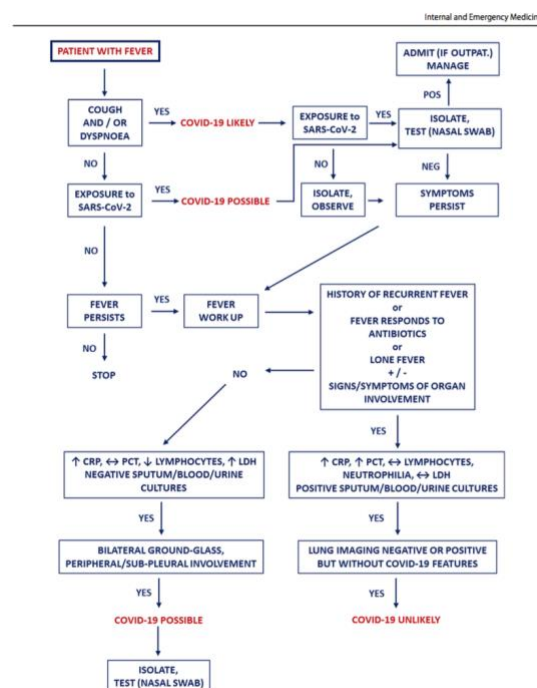 Internal and Emergency Medicin
PATIENT WITH FEVER
ADMIT (IF OUTPAT.)
MANAGE
POS
COUGH
AND / OR
DYSPNOEA
YES
COVID-19 LIKELY
EXPOSURE to
SARS-CoV-2
YES
ISOLATE,
TEST (NASAL SWAB)
NO
NO
NEG
EXPOSURE to
SARS-CoV-2
YES
COVID-19 POSSIBLE
ISOLATE,
OBSERVE
SYMPTOMS
PERSIST
NO
FEVER
PERSISTS
YES
FEVER
WORK UP
HISTORY OF RECURRENT FEVER
or
FEVER RESPONDS TO
ANTIBIOTICS
or
LONE FEVER
+ / -
SIGNS/SYMPTOMS OF ORGAN
INVOLVEMENT
NO
STOP
NO
YES
↑ CRP, ↔ PCT, ↓ LYMPHOCYTES, ↑ LDH
NEGATIVE SPUTUM/BLOOD/URINE
CULTURES
↑ CRP, ↑ PCT, ↔ LYMPHOCYTES,
NEUTROPHILIA, ↔ LDH
POSITIVE SPUTUM/BLOOD/URINE CULTURES
YES
YES
BILATERAL GROUND-GLASS,
PERIPHERAL/SUB-PLEURAL INVOLVEMENT
LUNG IMAGING NEGATIVE OR POSITIVE
BUT WITHOUT COVID-19 FEATURES
YES
YES
COVID-19 POSSIBLE
COVID-19 UNLIKELY
ISOLATE,
TEST (NASAL SWAB)